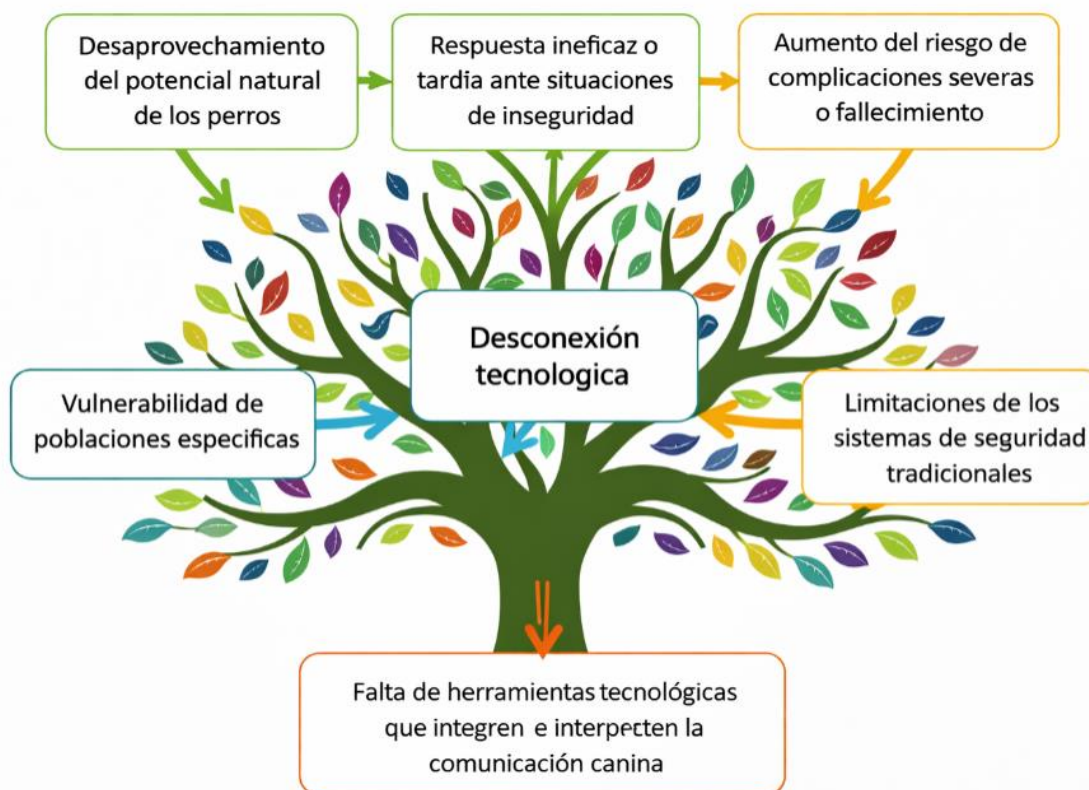 Desaprovechamiento
del potencial natural
de los perros
Respuesta ineficaz o
tardía ante situaciones
de inseguridad
Aumento del riesgo de
complicaciones severas
o fallecimiento
Desconexión
tecnologica
Vulnerabilidad de
poblaciones especificas
Limitaciones de los
sistemas de seguridad
tradicionales
Falta de herramientas tecnológicas
que integren e interpecten la
comunicación canina